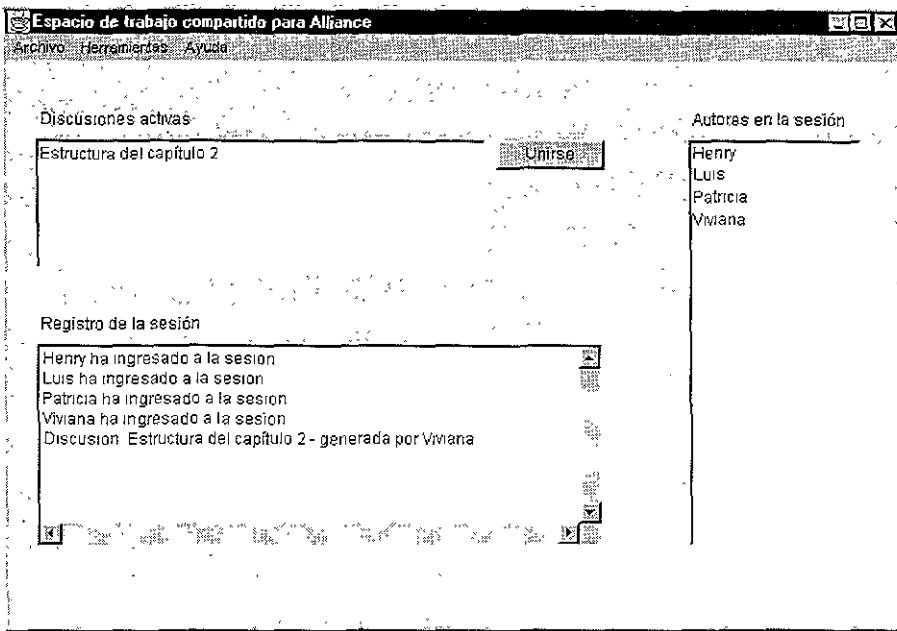 Espacio de trabajo compartido para Alliance
Archivo Herramientas Ayuda
Discusiones activas
Estructura del capítulo 2
Unirse
Autores en la sesión
Henry
Luis
Patricia
Viviana
Registro de la sesión
Henry ha ingresado a la sesion
Luis ha ingresado a la sesion
Patricia ha ingresado a la sesion
Viviana ha ingresado a la sesion
Discusion Estructura del capítulo 2 - generada por Viviana